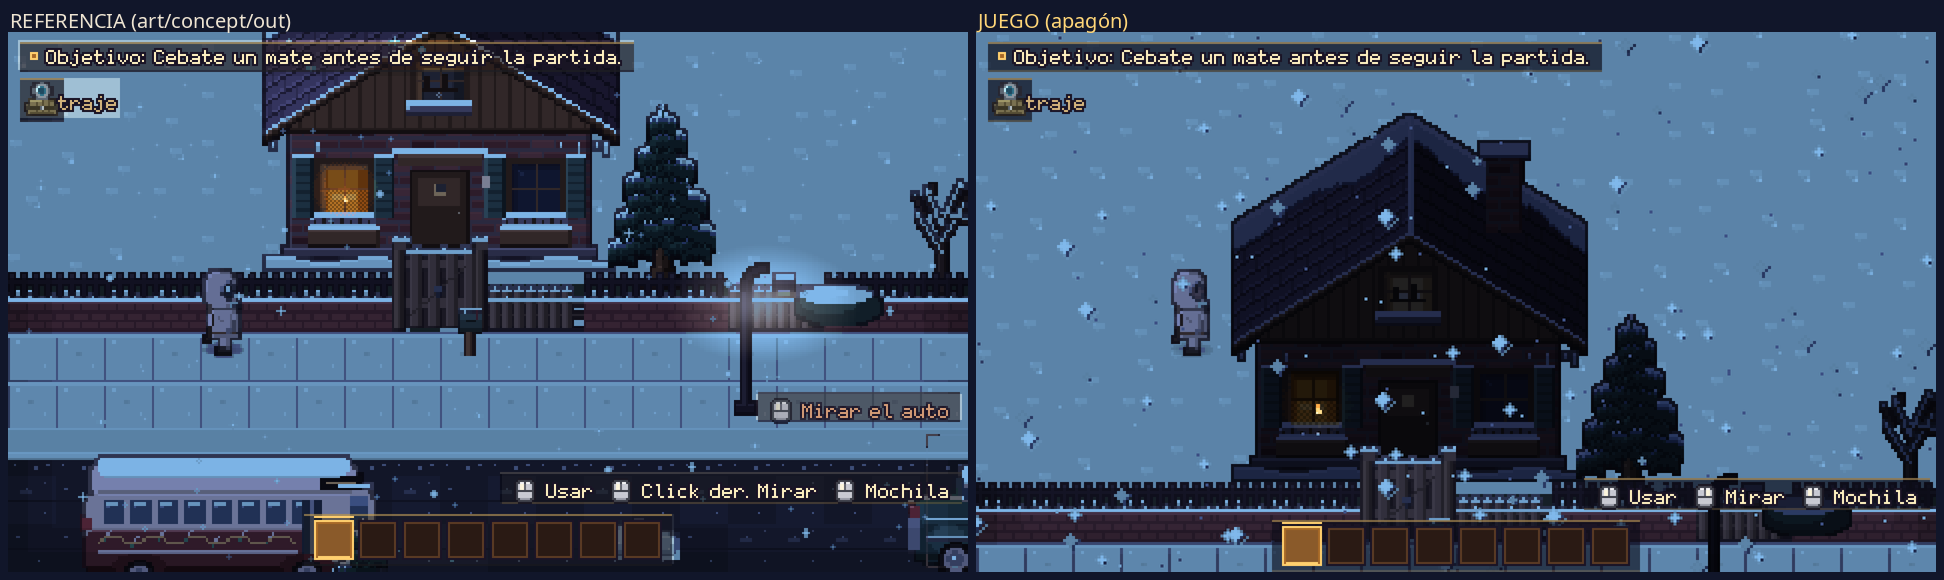 REFERENCIA (art/concept/out)
Objetivo: Cebate un mate antes de seguir la partida.
traje
Mirar el auto
Usar Click der. Mirar Mochila
JUEGO (apagón)
Objetivo: Cebate un mate antes de seguir la partida.
traje
Usar Mirar Mochila